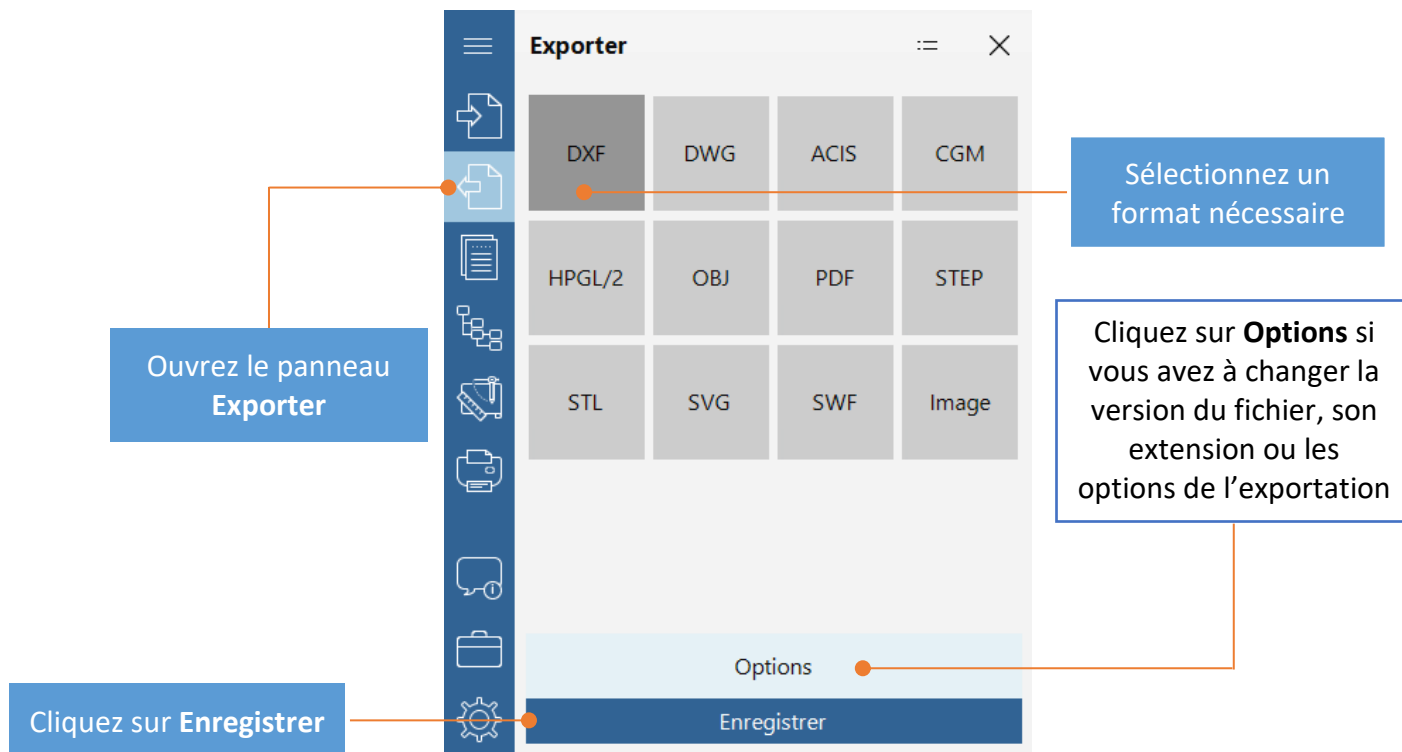 Exporter
DXF
DWG
ACIS
CGM
HPGL/2
OBJ
PDF
STEP
STL
SVG
SWF
Image
Options
Enregistrer
Ouvrez le panneau
Exporter
Cliquez sur Enregistrer
Sélectionnez un
format nécessaire
Cliquez sur Options si
vous avez à changer la
version du fichier, son
extension ou les
options de l’exportation